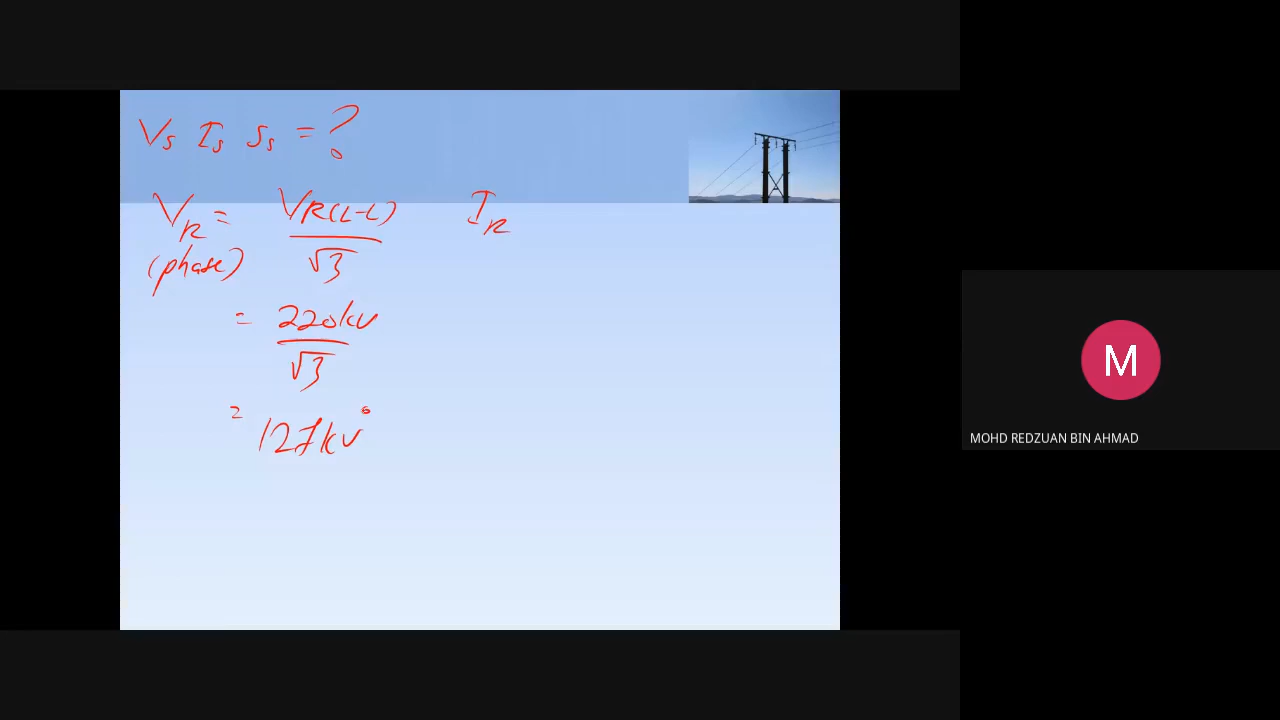 Vs Is Ss = ?
VR = VR(L-L) / √3 IR
(phase)
= 220kV / √3
= 127kV
M
MOHD REDZUAN BIN AHMAD